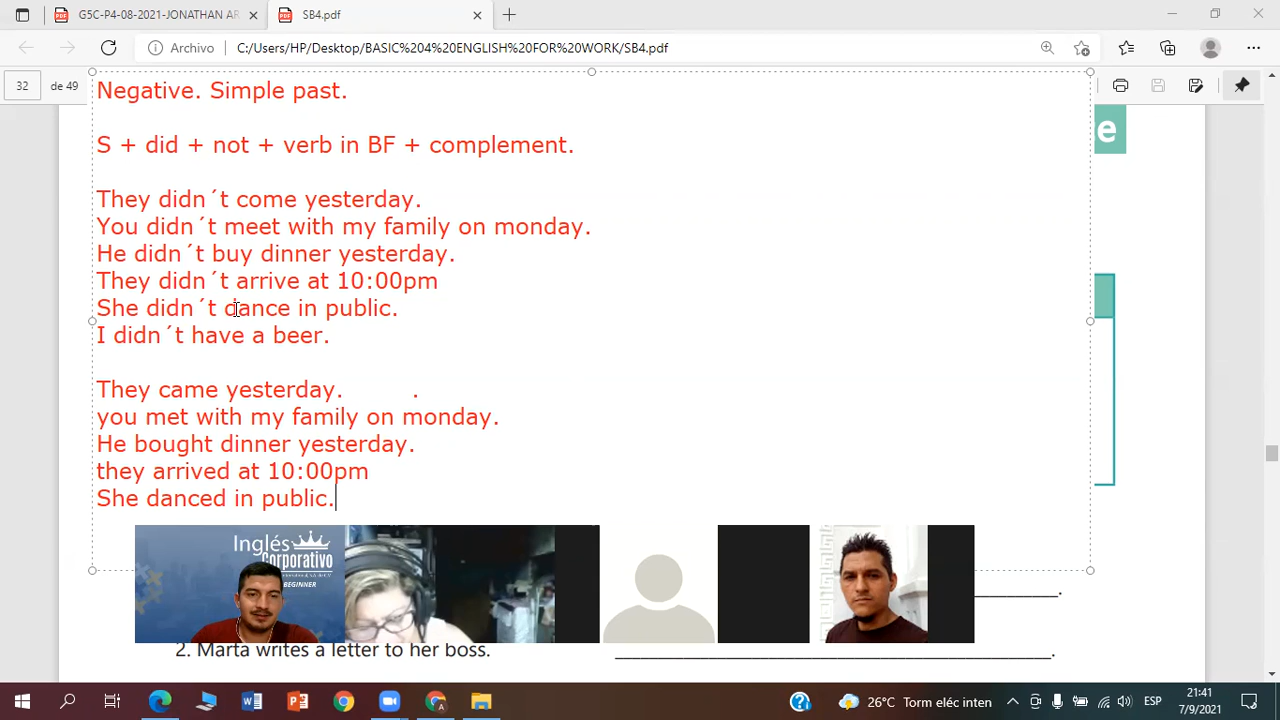 G5C-P4-08-2021-JONATHAN AR
SB4.pdf
Archivo
C:/Users/HP/Desktop/BASIC%204%20ENGLISH%20FOR%20WORK/SB4.pdf
32
de 49
Negative. Simple past.
S + did + not + verb in BF + complement.
They didn´t come yesterday.
You didn´t meet with my family on monday.
He didn´t buy dinner yesterday.
They didn´t arrive at 10:00pm
She didn´t dance in public.
I didn´t have a beer.
They came yesterday. .
you met with my family on monday.
He bought dinner yesterday.
they arrived at 10:00pm
She danced in public.
e
Inglés
Corporativo
BEGINNER
2. Marta writes a letter to her boss. ___________________________________________.
26°C Torm eléc inten
ESP
21:41
7/9/2021